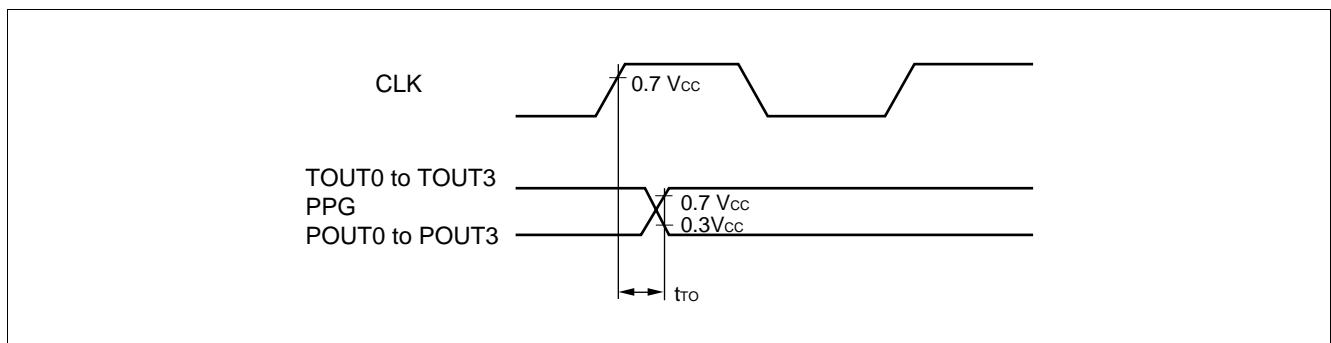 CLK
0.7 Vcc
TOUT0 to TOUT3
PPG
POUT0 to POUT3
0.7 Vcc
0.3Vcc
tTO